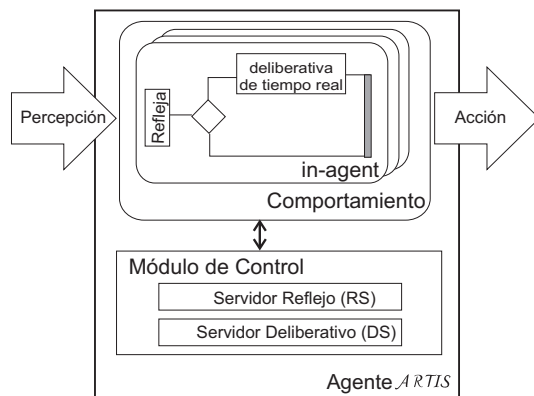 Percepción
Refleja
deliberativa
de tiempo real
in-agent
Comportamiento
Acción
Módulo de Control
Servidor Reflejo (RS)
Servidor Deliberativo (DS)
Agente ARTIS